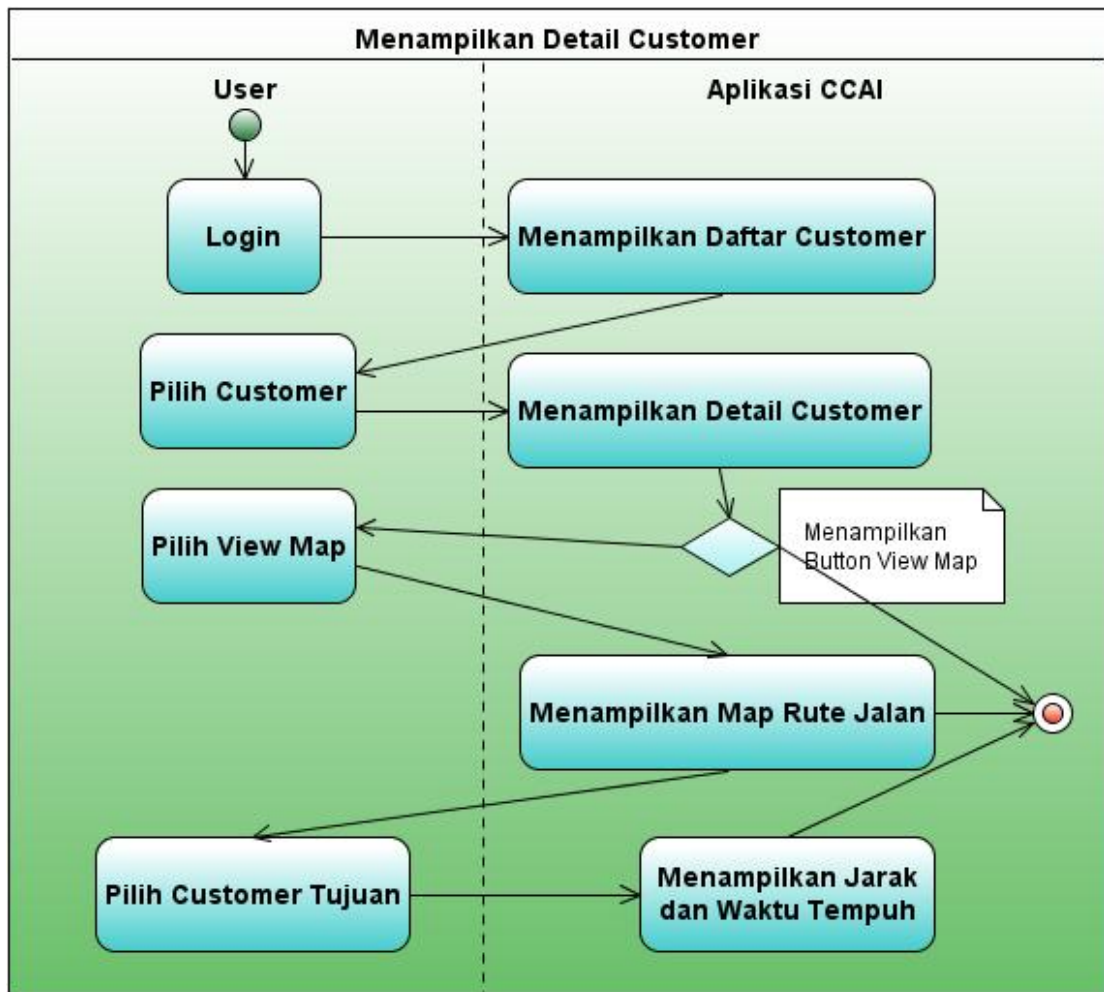 Menampilkan Detail Customer
User
Aplikasi CCAI
Login
Menampilkan Daftar Customer
Pilih Customer
Menampilkan Detail Customer
Pilih View Map
Menampilkan
Button View Map
Menampilkan Map Rute Jalan
Pilih Customer Tujuan
Menampilkan Jarak
dan Waktu Tempuh